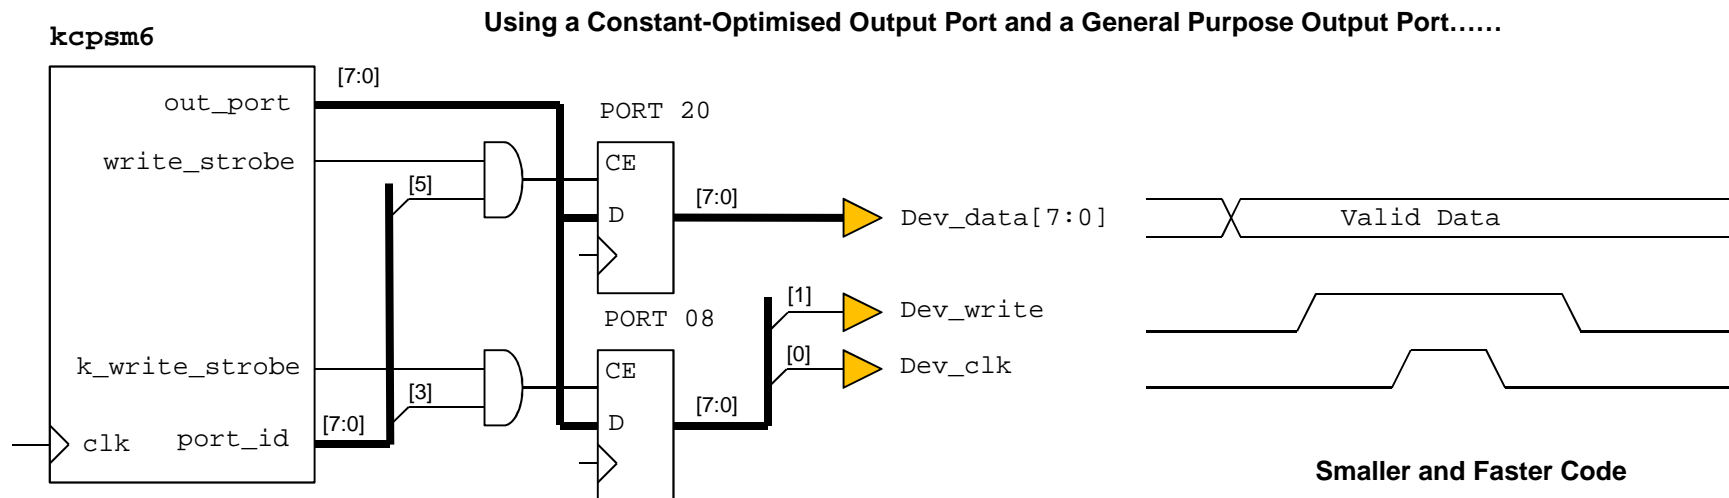 Using a Constant-Optimised Output Port and a General Purpose Output Port......
kcpsm6
[7:0]
out_port
PORT 20
write_strobe
CE
[5]
[7:0]
D
Dev_data[7:0]
Valid Data
[1]
Dev_write
PORT 08
[0]
k_write_strobe
CE
Dev_clk
[3]
[7:0]
[7:0]
D
clk
port_id
Smaller and Faster Code